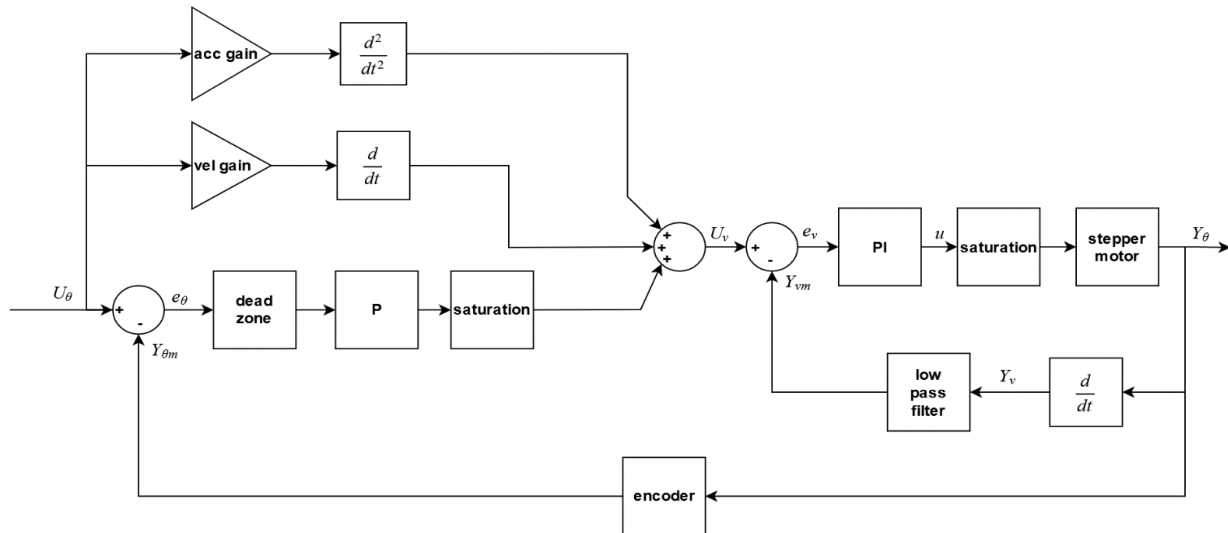 acc gain
d²
dt²
vel gain
d
dt
+
+
+
U_v
+
-
e_v
PI
u
saturation
stepper
motor
Y_θ
Y_vm
U_θ
+
-
e_θ
dead
zone
P
saturation
Y_θm
low
pass
filter
Y_v
d
dt
encoder